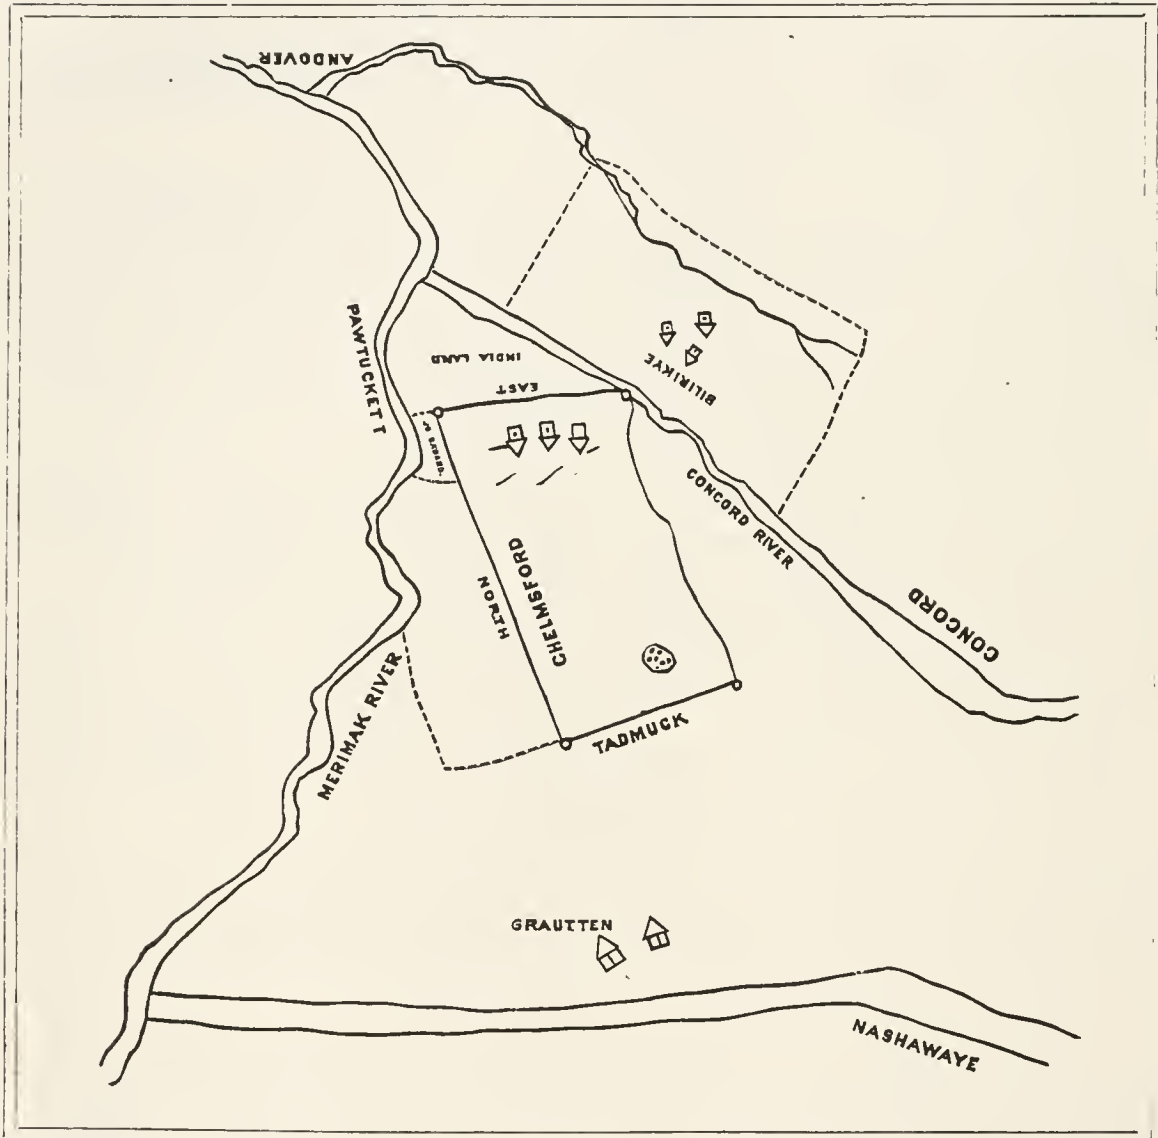 ANDOVER
PAWTUCKETT
INDIA LAND
EAST
BILIRIKYE
CONCORD RIVER
CONCORD
CHELMSFORD
NORTH
MERIMAK RIVER
TADMUCK
GRAUTTEN
NASHAWAYE